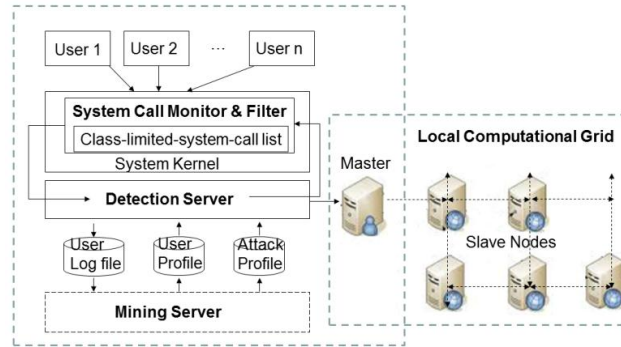 User 1 User 2 ... User n
System Call Monitor & Filter
Class-limited-system-call list
System Kernel
Local Computational Grid
Master
Detection Server
User Log file
User Profile
Attack Profile
Slave Nodes
Mining Server